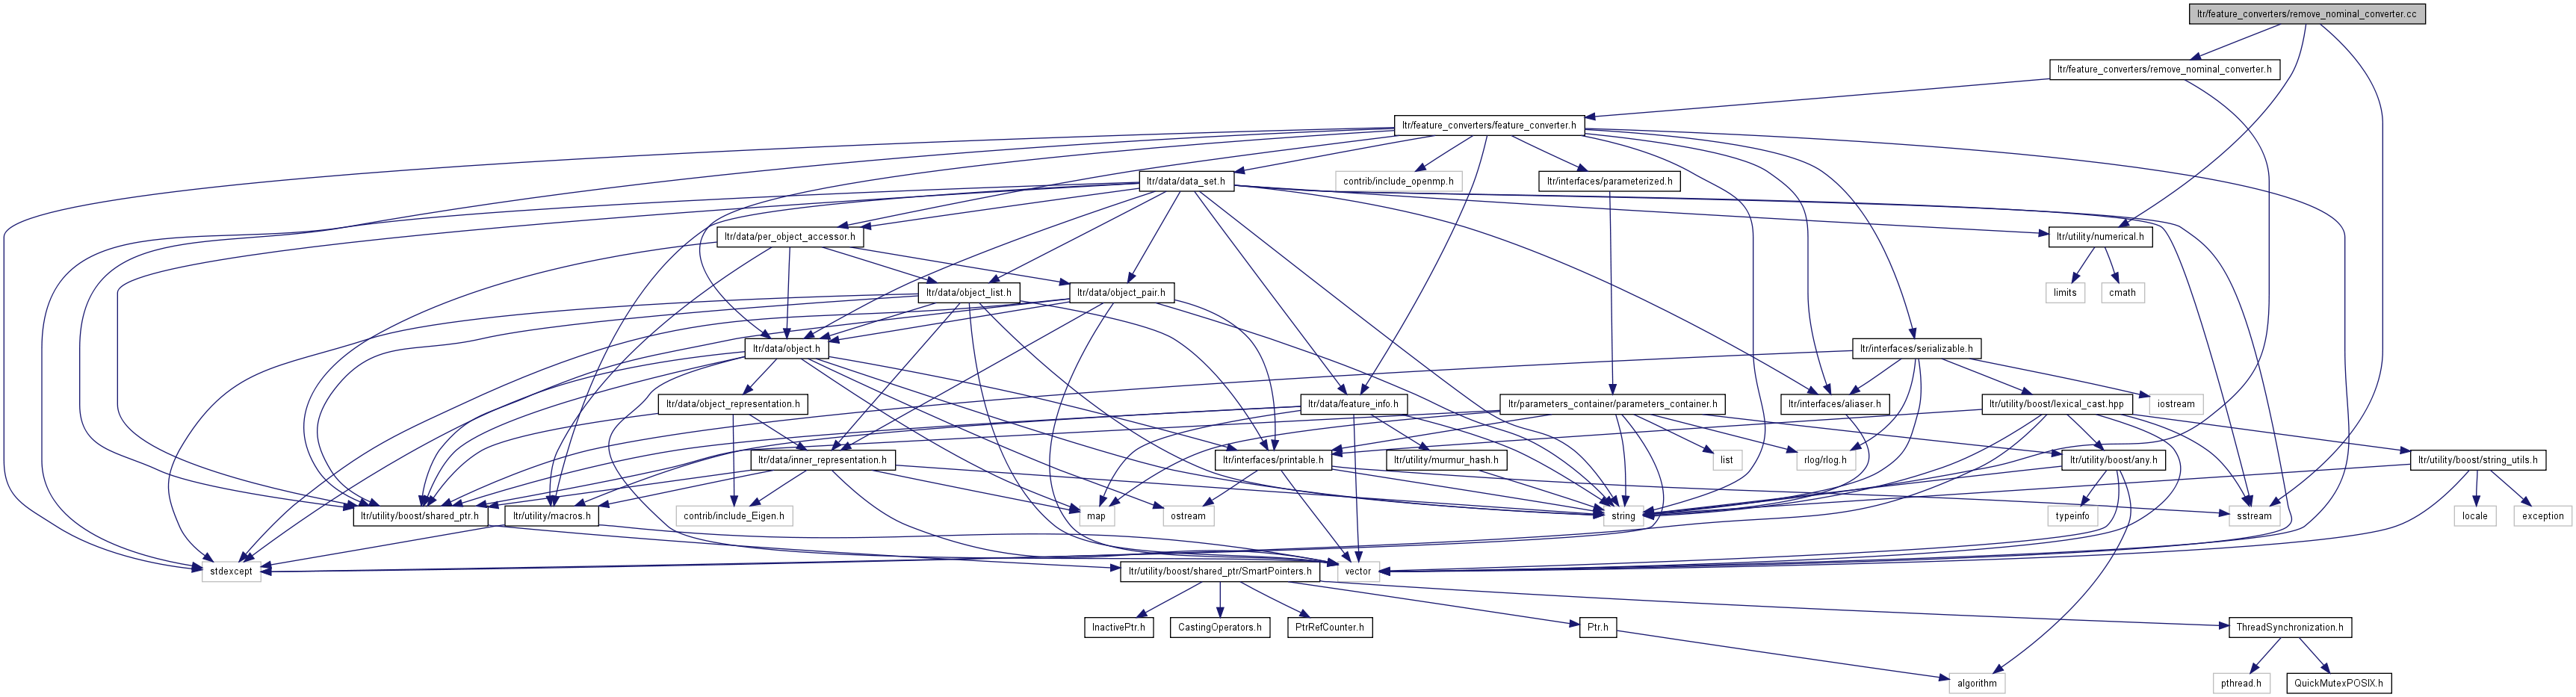 ltr/feature_converters/remove_nominal_converter.cc
ltr/feature_converters/remove_nominal_converter.h
ltr/feature_converters/feature_converter.h
ltr/data/data_set.h
contrib/include_openmp.h
ltr/interfaces/parameterized.h
ltr/data/per_object_accessor.h
ltr/utility/numerical.h
ltr/data/object_list.h
ltr/data/object_pair.h
limits
cmath
ltr/data/object.h
ltr/interfaces/serializable.h
ltr/data/object_representation.h
ltr/data/feature_info.h
ltr/parameters_container/parameters_container.h
ltr/interfaces/aliaser.h
ltr/utility/boost/lexical_cast.hpp
iostream
ltr/data/inner_representation.h
ltr/interfaces/printable.h
ltr/utility/murmur_hash.h
list
rlog/rlog.h
ltr/utility/boost/any.h
ltr/utility/boost/string_utils.h
ltr/utility/boost/shared_ptr.h
ltr/utility/macros.h
contrib/include_Eigen.h
map
ostream
string
typeinfo
sstream
locale
exception
stdexcept
ltr/utility/boost/shared_ptr/SmartPointers.h
vector
InactivePtr.h
CastingOperators.h
PtrRefCounter.h
Ptr.h
ThreadSynchronization.h
algorithm
pthread.h
QuickMutexPOSIX.h